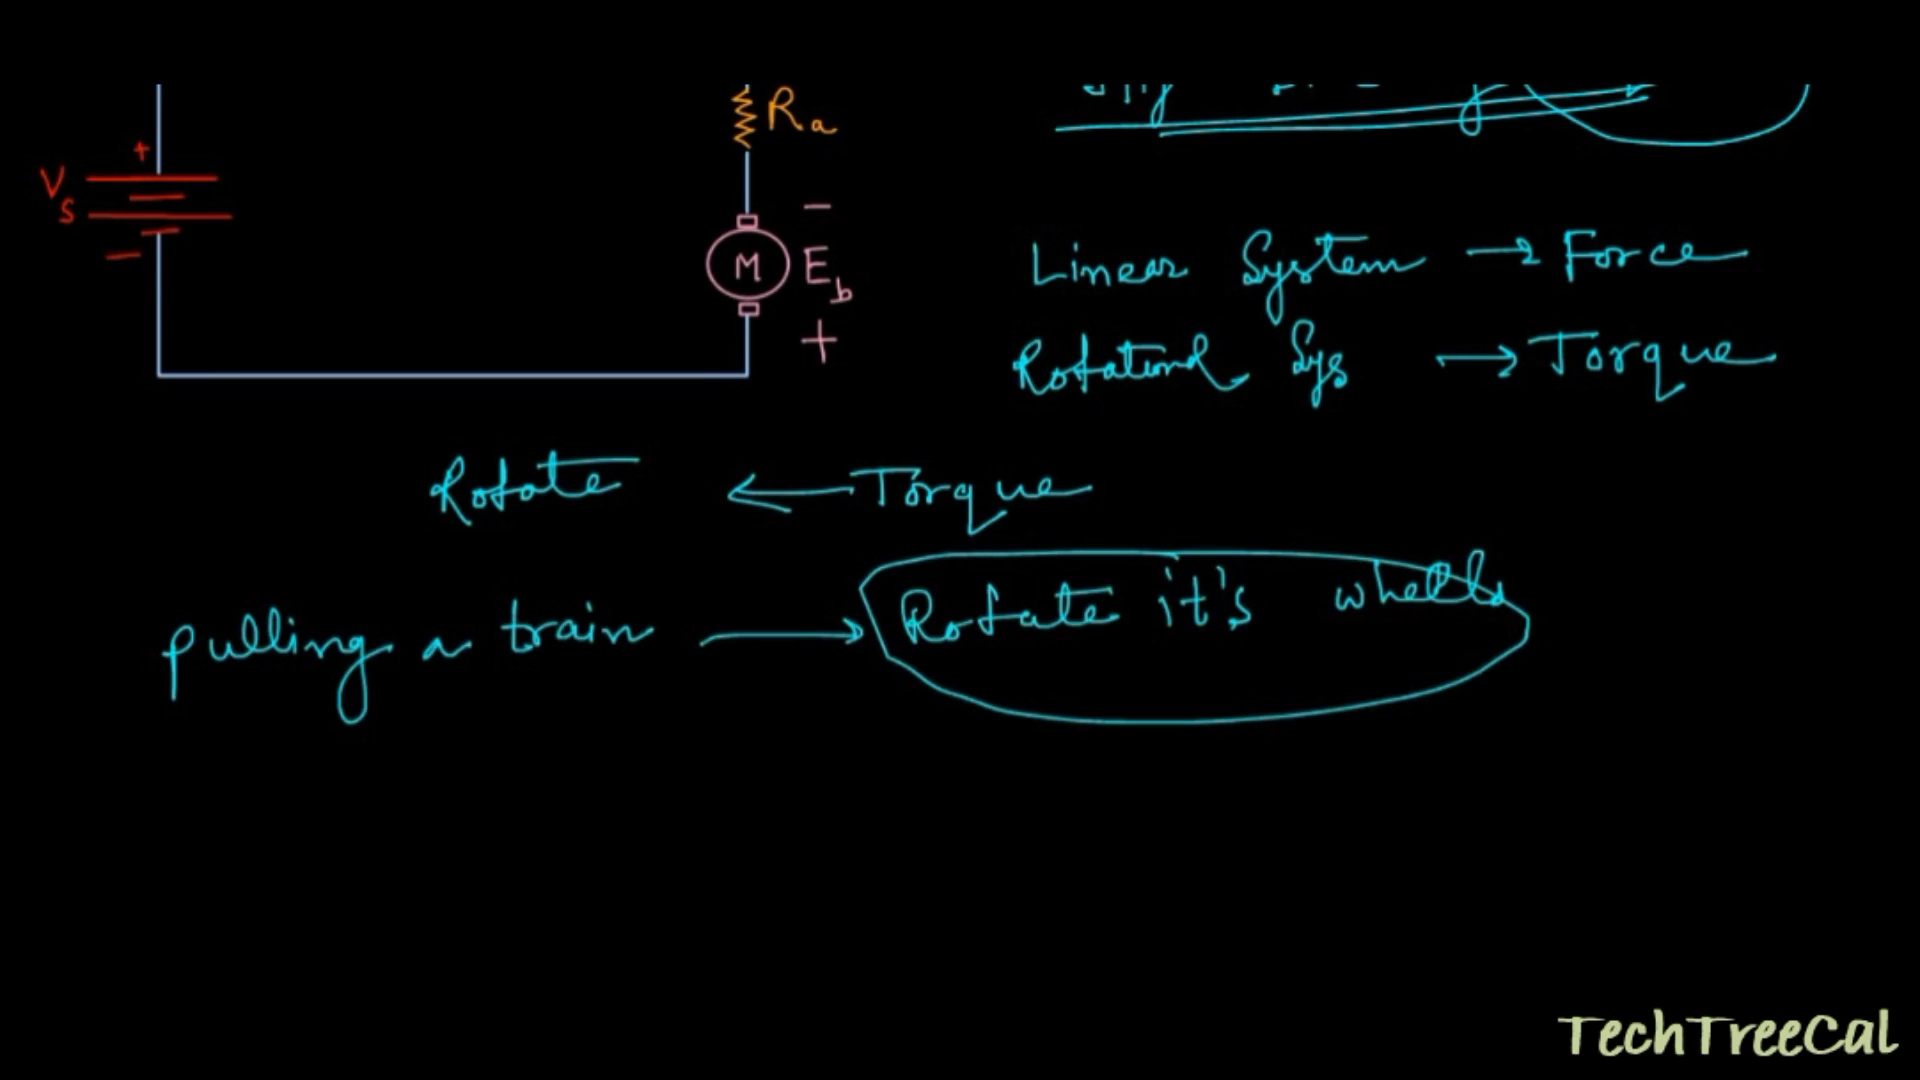 Ra
+
Vs
-
-
M
Eb
+
Linear System → Force
Rotational Sys → Torque
Rotate ← Torque
pulling a train → Rotate it's wheels
TechTreeCal